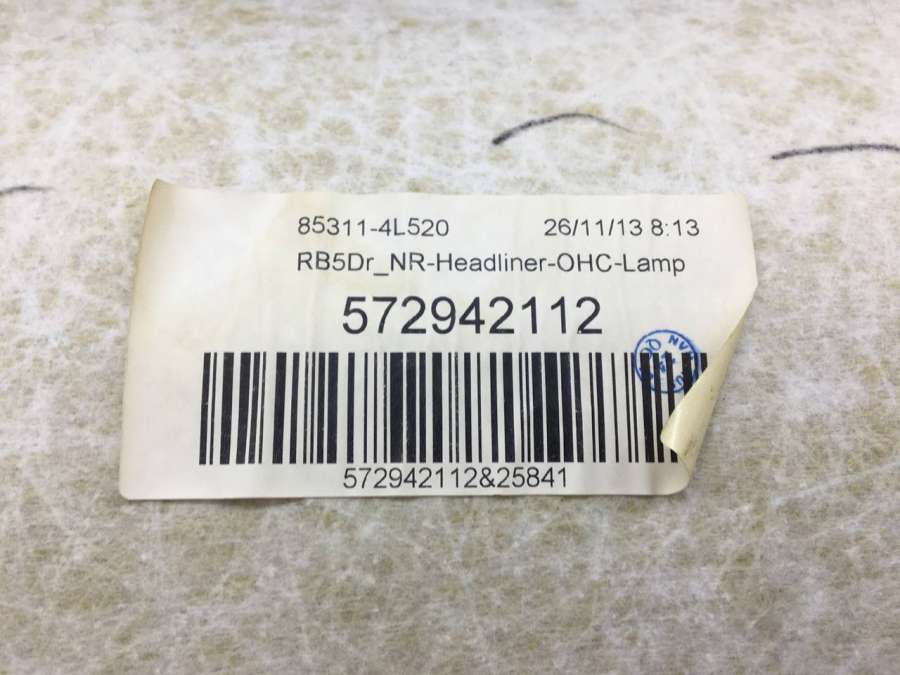 85311-4L520 26/11/13 8:13
RB5Dr_NR-Headliner-OHC-Lamp
572942112
572942112&25841